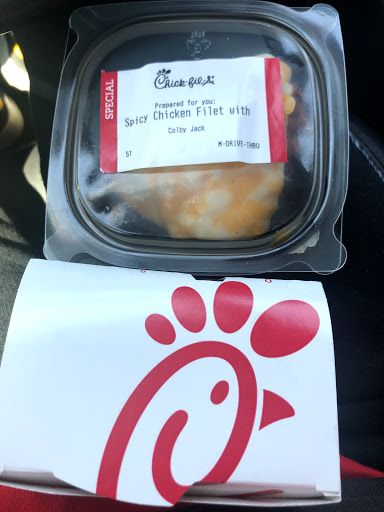 SPECIAL
Chick-fil-A
Prepared for you:
Spicy Chicken Filet with
Colby Jack
51
M-DRIVE-THRU